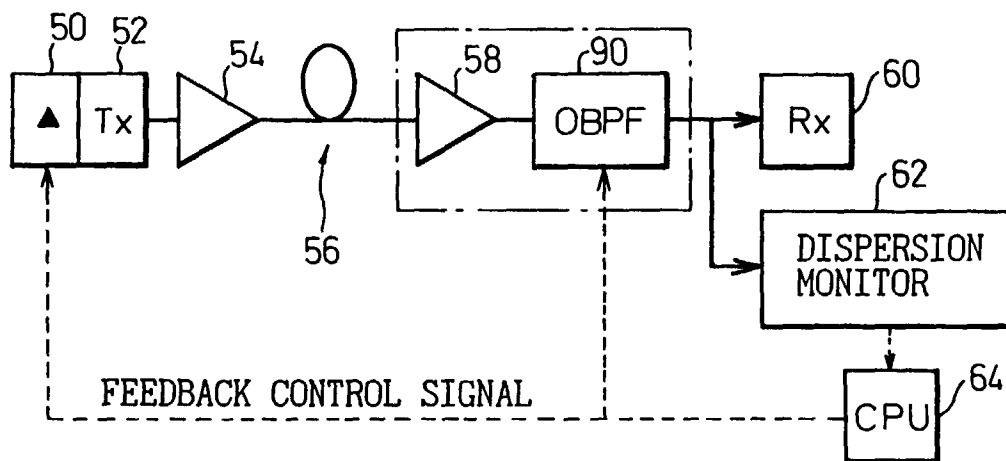 50
52
54
58
90
60
▲
Tx
OBPF
Rx
56
62
DISPERSION
MONITOR
FEEDBACK CONTROL SIGNAL
64
CPU